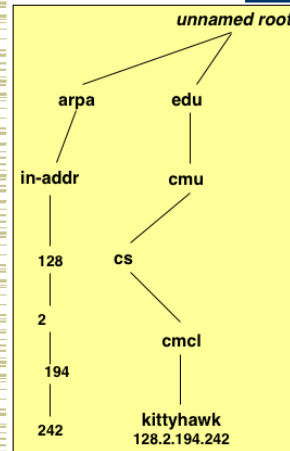 unnamed root
arpa
edu
in-addr
cmu
128
cs
2
cmcl
194
242
kittyhawk
128.2.194.242